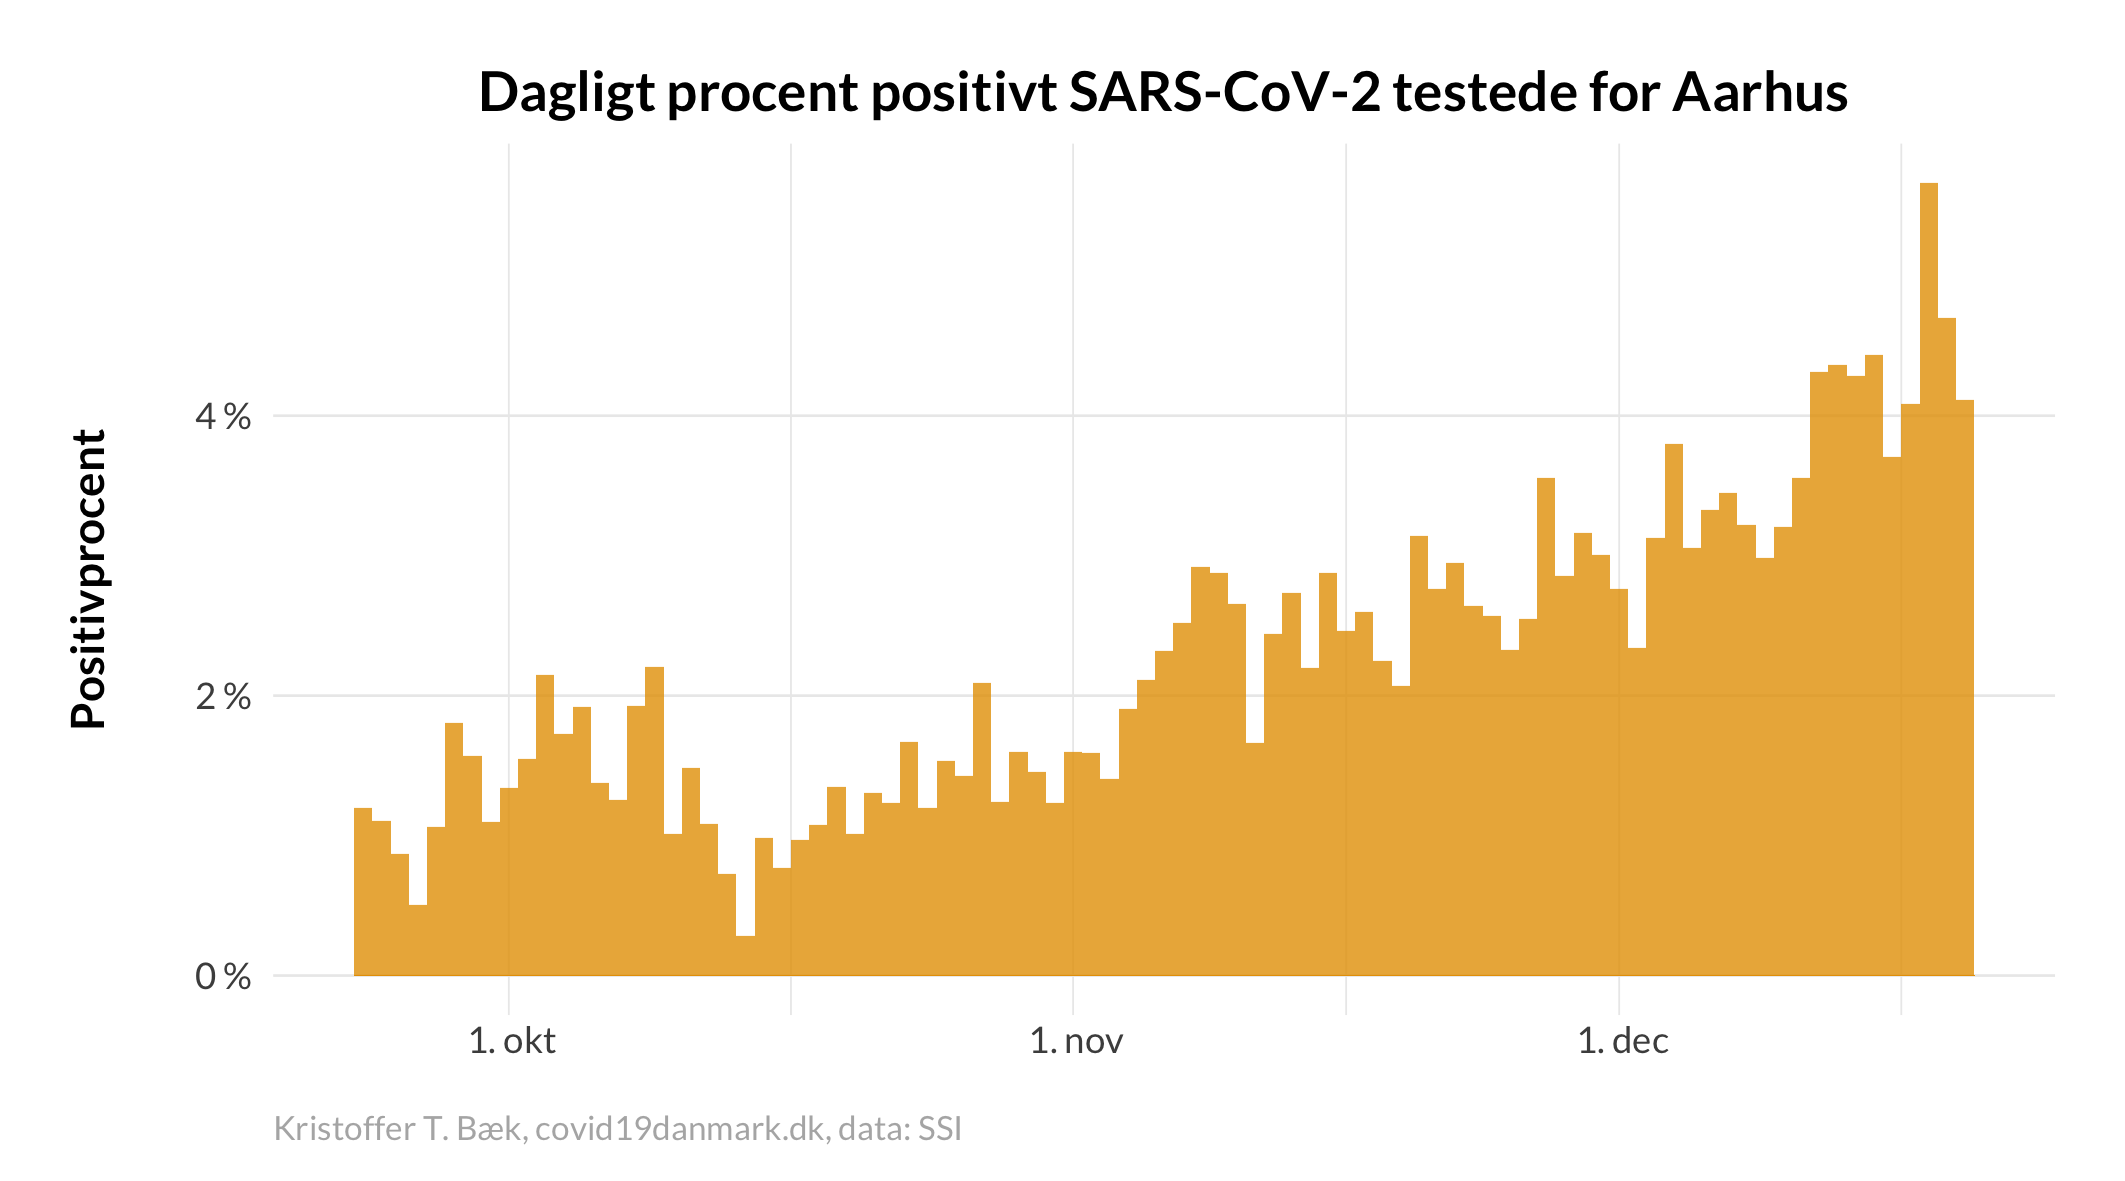 Dagligt procent positivt SARS-CoV-2 testede for Aarhus
Positivprocent
4 %
2 %
0 %
1. okt
1. nov
1. dec
Kristoffer T. Bæk, covid19danmark.dk, data: SSI